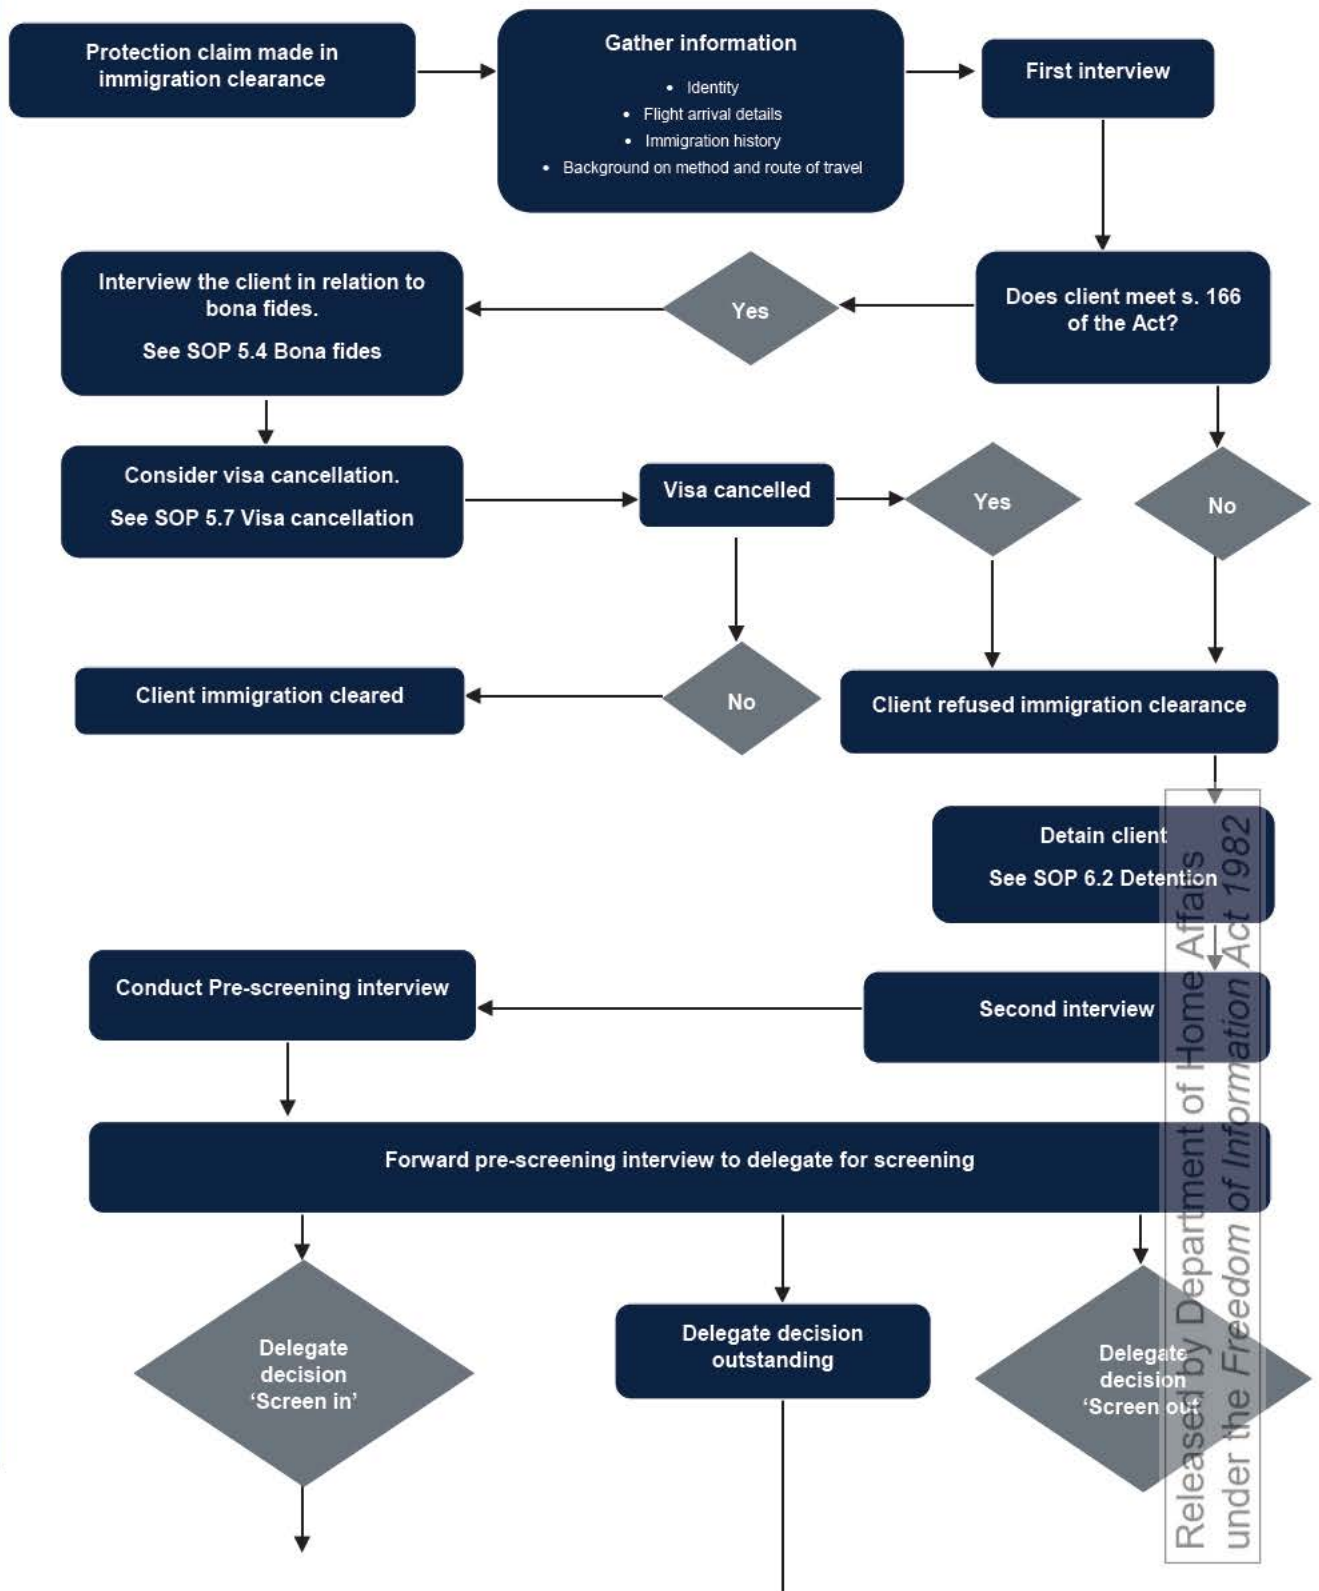 Protection claim made in
immigration clearance
Gather information
• Identity
• Flight arrival details
• Immigration history
• Background on method and route of travel
First interview
Does client meet s. 166
of the Act?
Yes
Interview the client in relation to
bona fides.
See SOP 5.4 Bona fides
Consider visa cancellation.
See SOP 5.7 Visa cancellation
Visa cancelled
Yes
No
Client immigration cleared
No
Client refused immigration clearance
Detain client
See SOP 6.2 Detention
Second interview
Conduct Pre-screening interview
Forward pre-screening interview to delegate for screening
Delegate
decision
‘Screen in’
Delegate decision
outstanding
Delegate
decision
‘Screen out
Released by Department of Home Affairs
under the Freedom of Information Act 1982